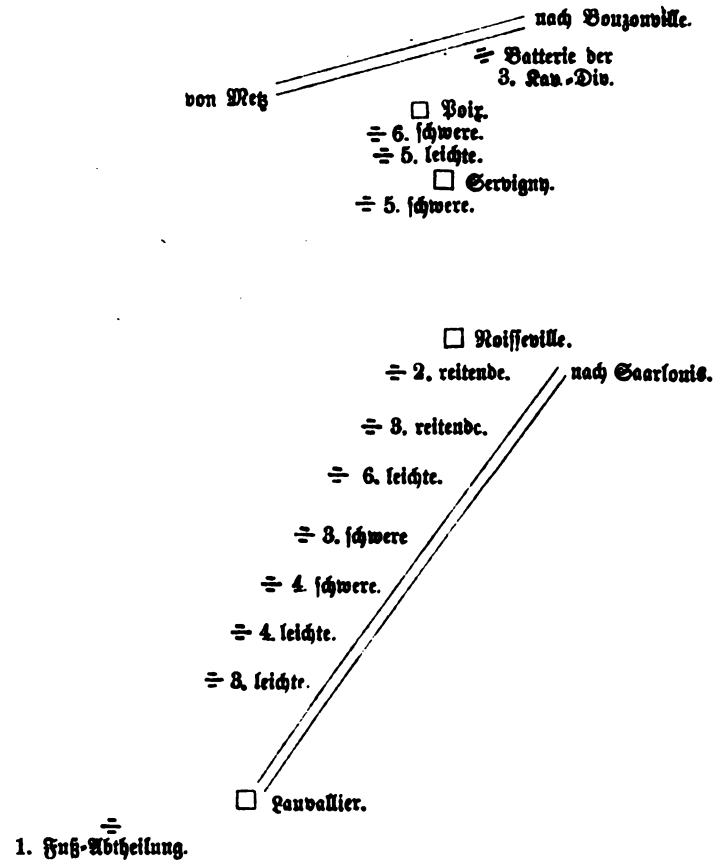 nach Bouzonville.
Batterie der
3. Kav.-Div.
von Metz
Poix.
6. schwere.
5. leichte.
Servigny.
5. schwere.
Noisseville.
2. reitende.
nach Saarlouis.
3. reitende.
6. leichte.
3. schwere
4. schwere.
4. leichte.
3. leichte.
Lauvallier.
1. Fuß-Abtheilung.